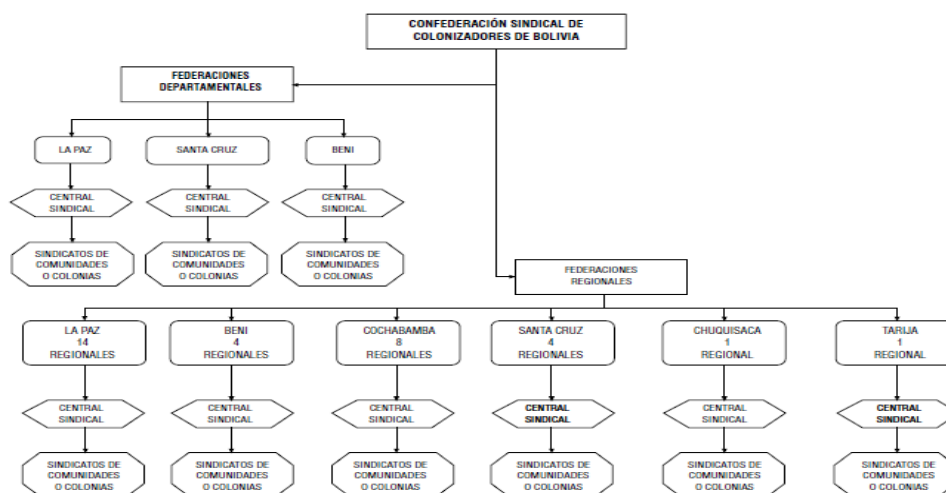 CONFEDERACIÓN SINDICAL DE
COLONIZADORES DE BOLIVIA
FEDERACIONES
DEPARTAMENTALES
LA PAZ
SANTA CRUZ
BENI
CENTRAL
SINDICAL
CENTRAL
SINDICAL
CENTRAL
SINDICAL
SINDICATOS DE
COMUNIDADES
O COLONIAS
SINDICATOS DE
COMUNIDADES
O COLONIAS
SINDICATOS DE
COMUNIDADES
O COLONIAS
FEDERACIONES
REGIONALES
LA PAZ
14
REGIONALES
BENI
4
REGIONALES
COCHABAMBA
8
REGIONALES
SANTA CRUZ
4
REGIONALES
CHUQUISACA
1
REGIONAL
TARIJA
1
REGIONAL
CENTRAL
SINDICAL
CENTRAL
SINDICAL
CENTRAL
SINDICAL
CENTRAL
SINDICAL
CENTRAL
SINDICAL
CENTRAL
SINDICAL
SINDICATOS DE
COMUNIDADES
O COLONIAS
SINDICATOS DE
COMUNIDADES
O COLONIAS
SINDICATOS DE
COMUNIDADES
O COLONIAS
SINDICATOS DE
COMUNIDADES
O COLONIAS
SINDICATOS DE
COMUNIDADES
O COLONIAS
SINDICATOS DE
COMUNIDADES
O COLONIAS